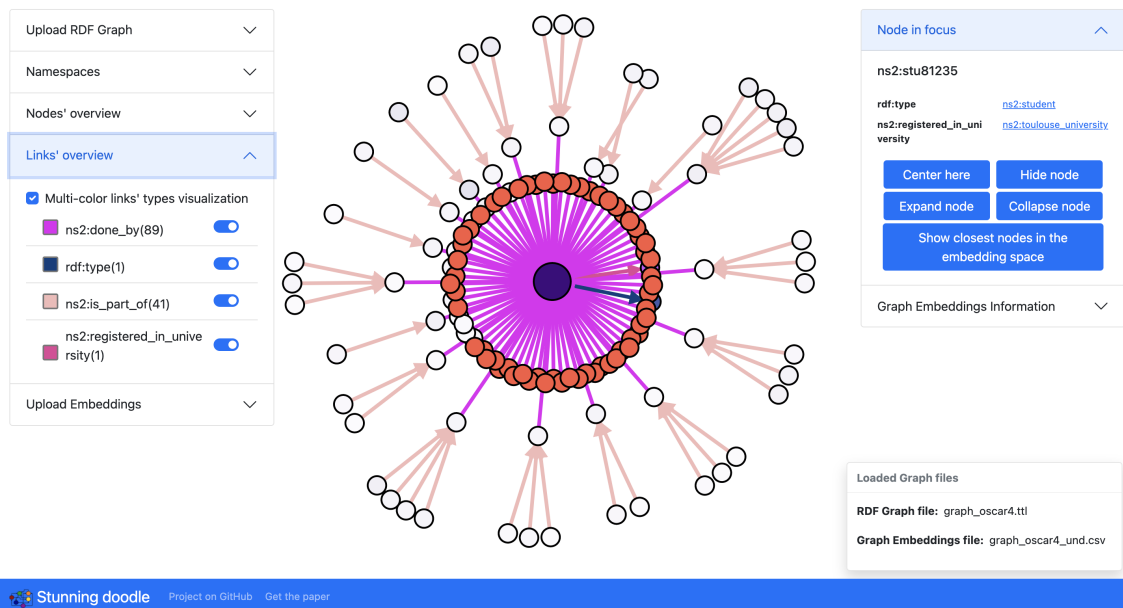 Upload RDF Graph
Namespaces
Nodes' overview
Links' overview
Multi-color links' types visualization
ns2:done_by(89)
rdf:type(1)
ns2:is_part_of(41)
ns2:registered_in_unive
rsity(1)
Upload Embeddings
Node in focus
ns2:stu81235
rdf:type ns2:student
ns2:registered_in_uni ns2:toulouse_university
versity
Center here Hide node
Expand node Collapse node
Show closest nodes in the
embedding space
Graph Embeddings Information
Loaded Graph files
RDF Graph file: graph_oscar4.ttl
Graph Embeddings file: graph_oscar4_und.csv
Stunning doodle Project on GitHub Get the paper